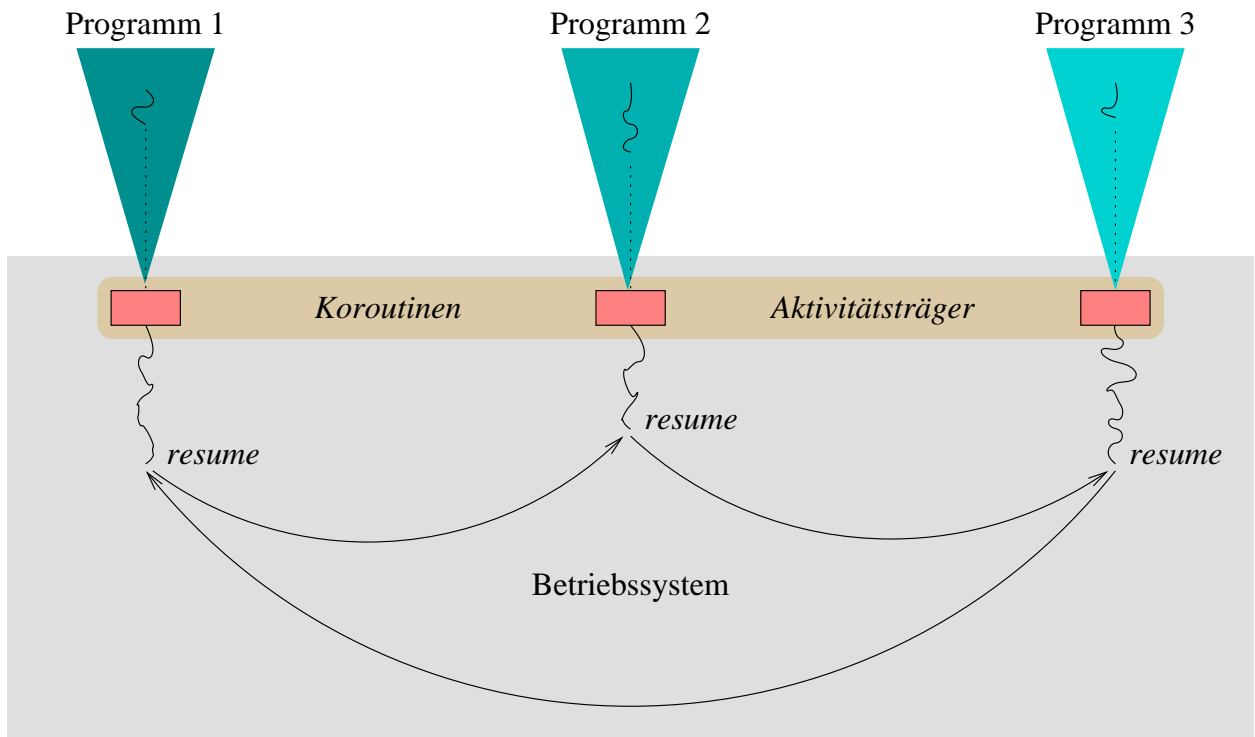 Programm 1
Programm 2
Programm 3
Koroutinen
Aktivitätsträger
resume
resume
resume
Betriebssystem